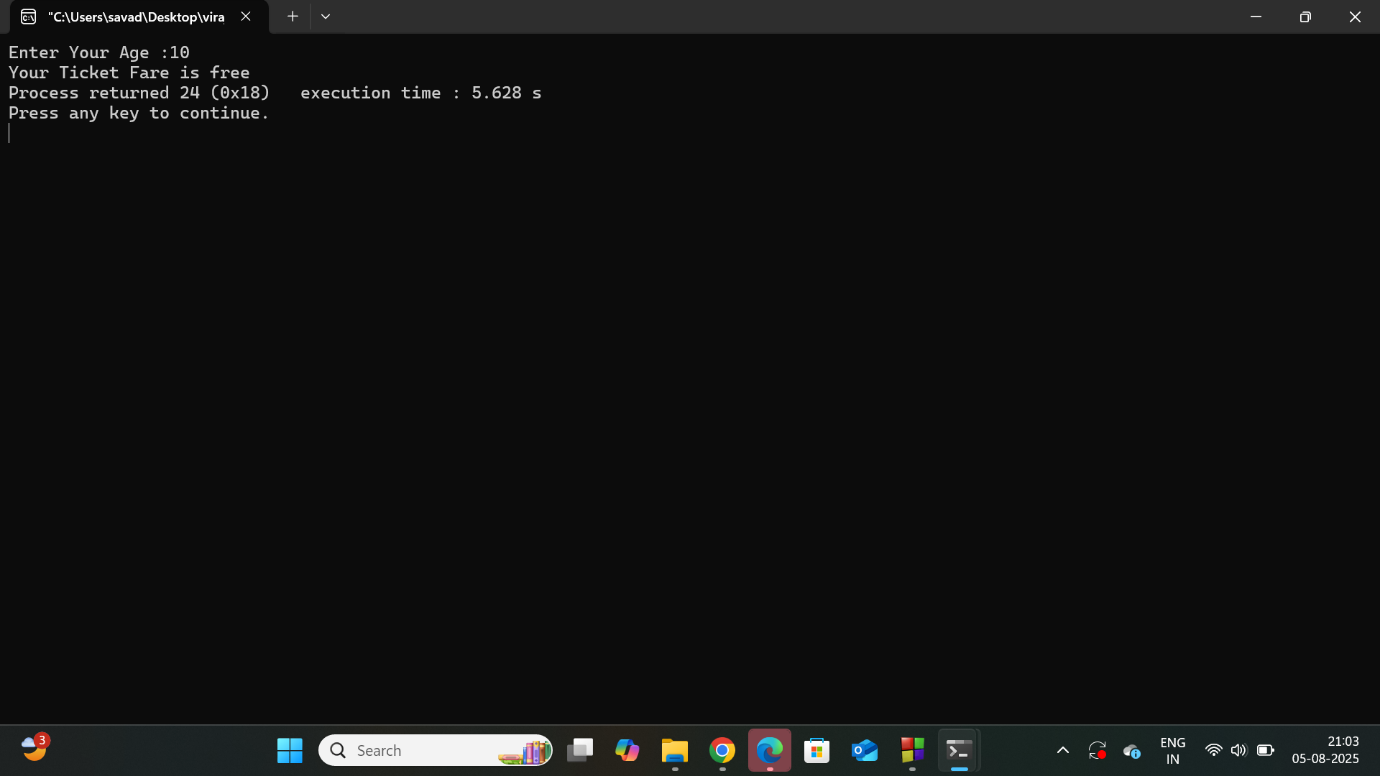 "C:\Users\savad\Desktop\vira
Enter Your Age :10
Your Ticket Fare is free
Process returned 24 (0x18)   execution time : 5.628 s
Press any key to continue.
3
Search
ENG
IN
21:03
05-08-2025